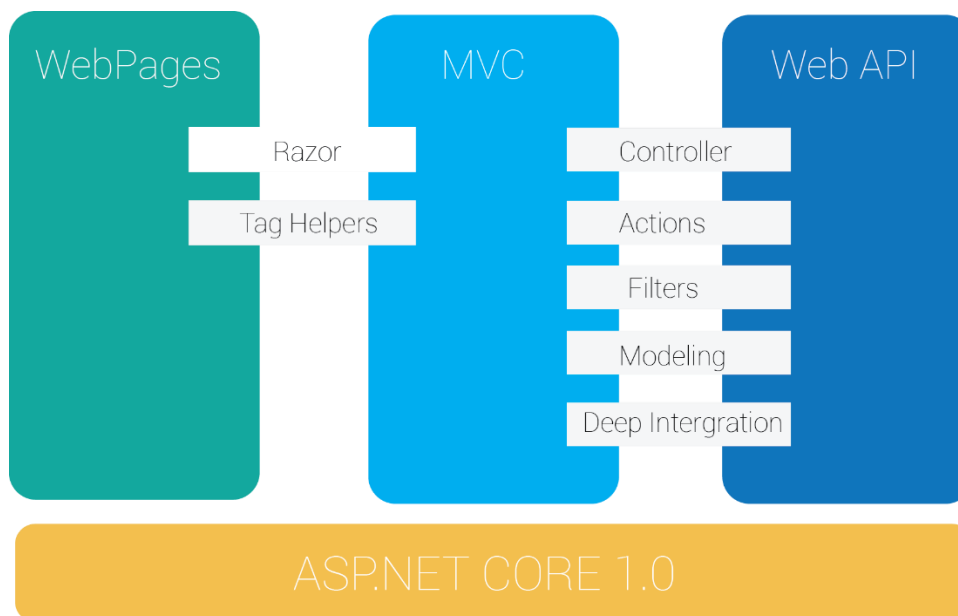 WebPages
MVC
Web API
Razor
Controller
Tag Helpers
Actions
Filters
Modeling
Deep Intergration
ASP.NET CORE 1.0